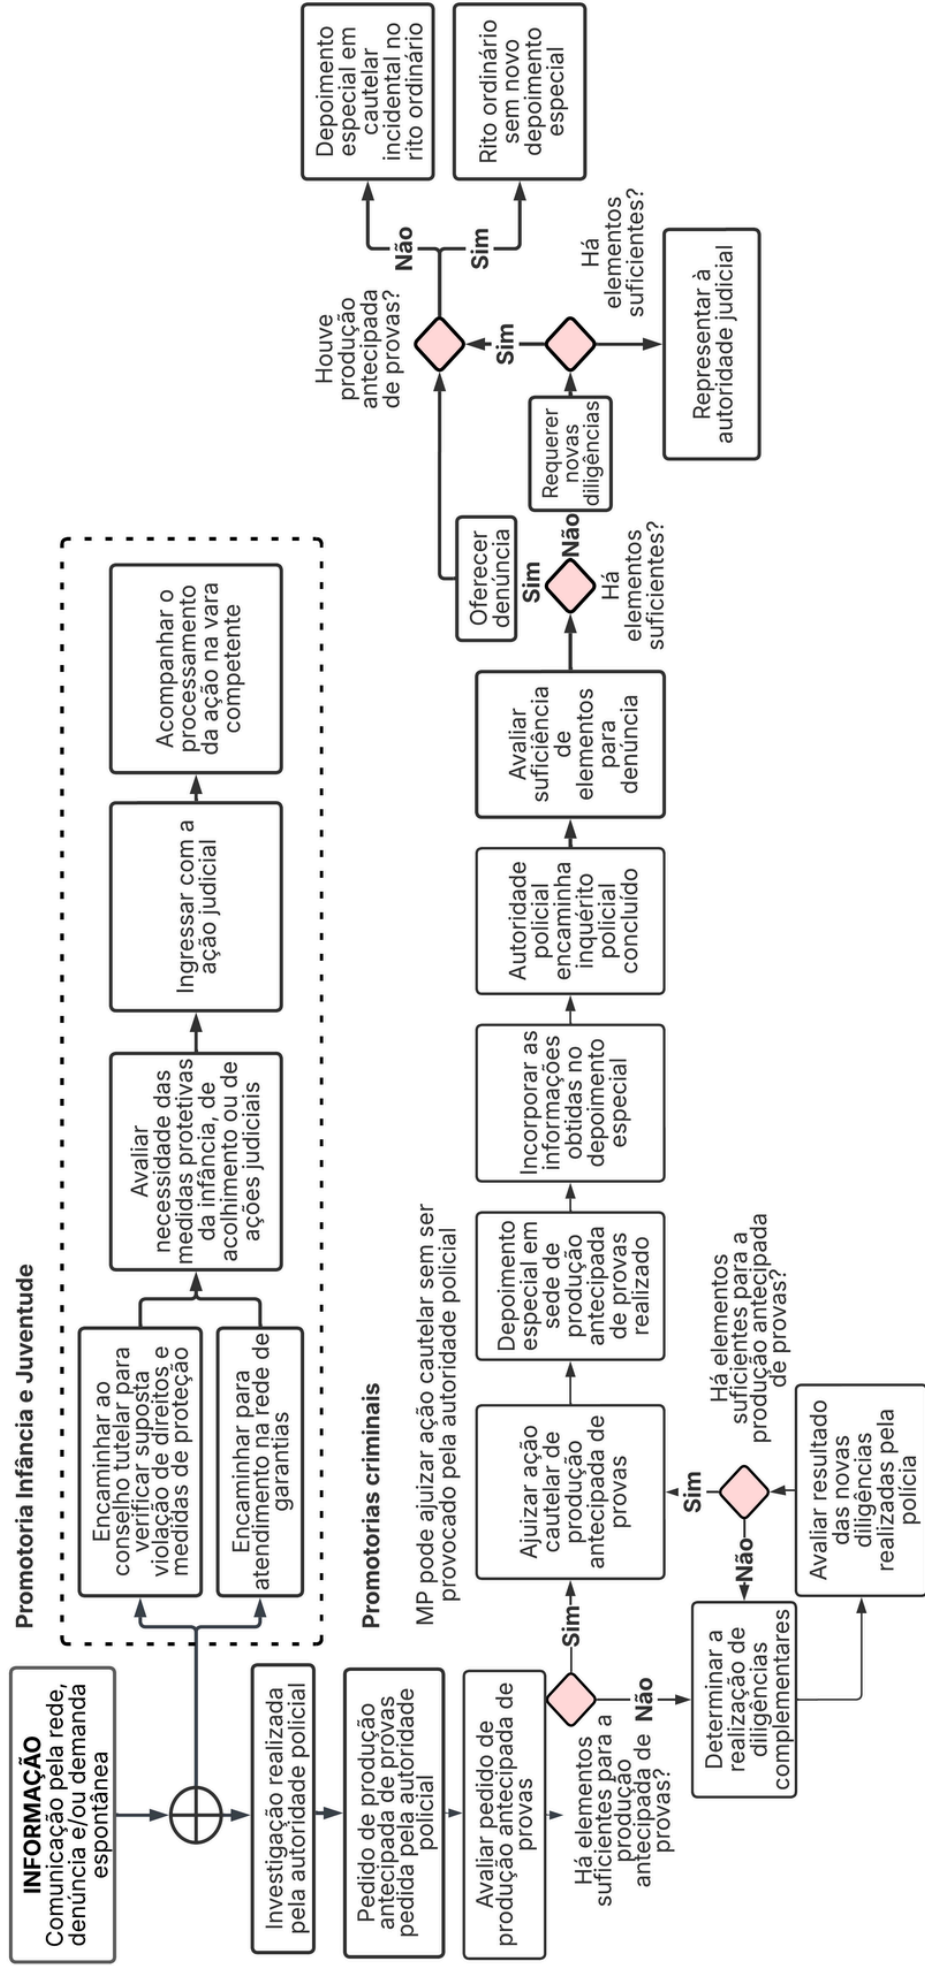 INFORMAÇÃO
Comunicação pela rede,
denúncia e/ou demanda
espontânea
Promotoria Infância e Juventude
Encaminhar ao
conselho tutelar para
verificar suposta
violação de direitos e
medidas de proteção
Encaminhar para
atendimento na rede de
garantias
Avaliar
necessidade das
medidas protetivas
da infância, de
acolhimento ou de
ações judiciais
Ingressar com a
ação judicial
Acompanhar o
processamento
da ação na vara
competente
Investigação realizada
pela autoridade policial
Pedido de produção
antecipada de provas
pedida pela autoridade
policial
Avaliar pedido de
produção antecipada de
provas
Há elementos
suficientes para a
produção
antecipada de
provas?
Sim
Não
Promotorias criminais
MP pode ajuizar ação cautelar sem ser
provocado pela autoridade policial
Ajuizar ação
cautelar de
produção
antecipada de
provas
Determinar a
realização de
diligências
complementares
Avaliar resultado
das novas
diligências
realizadas pela
polícia
Há elementos
suficientes para a
produção antecipada
de provas?
Sim
Não
Depoimento
especial em
sede de
produção
antecipada
de provas
realizado
Incorporar as
informações
obtidas no
depoimento
especial
Autoridade
policial
encaminha
inquérito
policial
concluído
Avaliar
suficiência
de
elementos
para
denúncia
Há
elementos
suficientes?
Sim
Não
Oferecer
denúncia
Requerer
novas
diligências
Há
elementos
suficientes?
Sim
Representar à
autoridade judicial
Houve
produção
antecipada
de provas?
Não
Sim
Depoimento
especial em
cautelar
incidental no
rito ordinário
Rito ordinário
sem novo
depoimento
especial